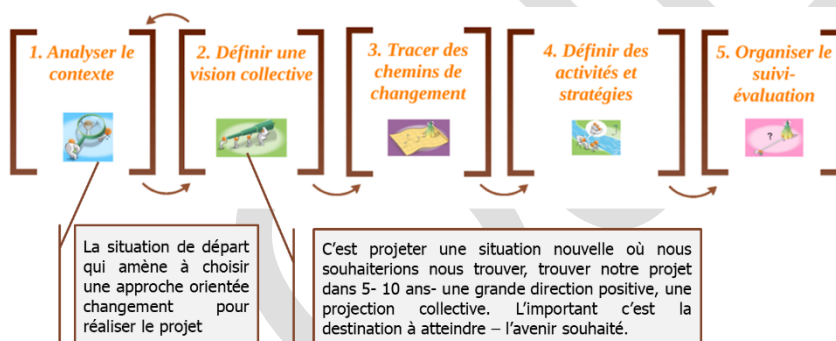 1. Analyser le
contexte
2. Définir une
vision collective
3. Tracer des
chemins de
changement
4. Définir des
activités et
stratégies
5. Organiser le
suivi-
évaluation
?
La situation de départ
qui amène à choisir
une approche orientée
changement pour
réaliser le projet
C'est projeter une situation nouvelle où nous
souhaiterions nous trouver, trouver notre projet
dans 5- 10 ans- une grande direction positive, une
projection collective. L'important c'est la
destination à atteindre – l'avenir souhaité.